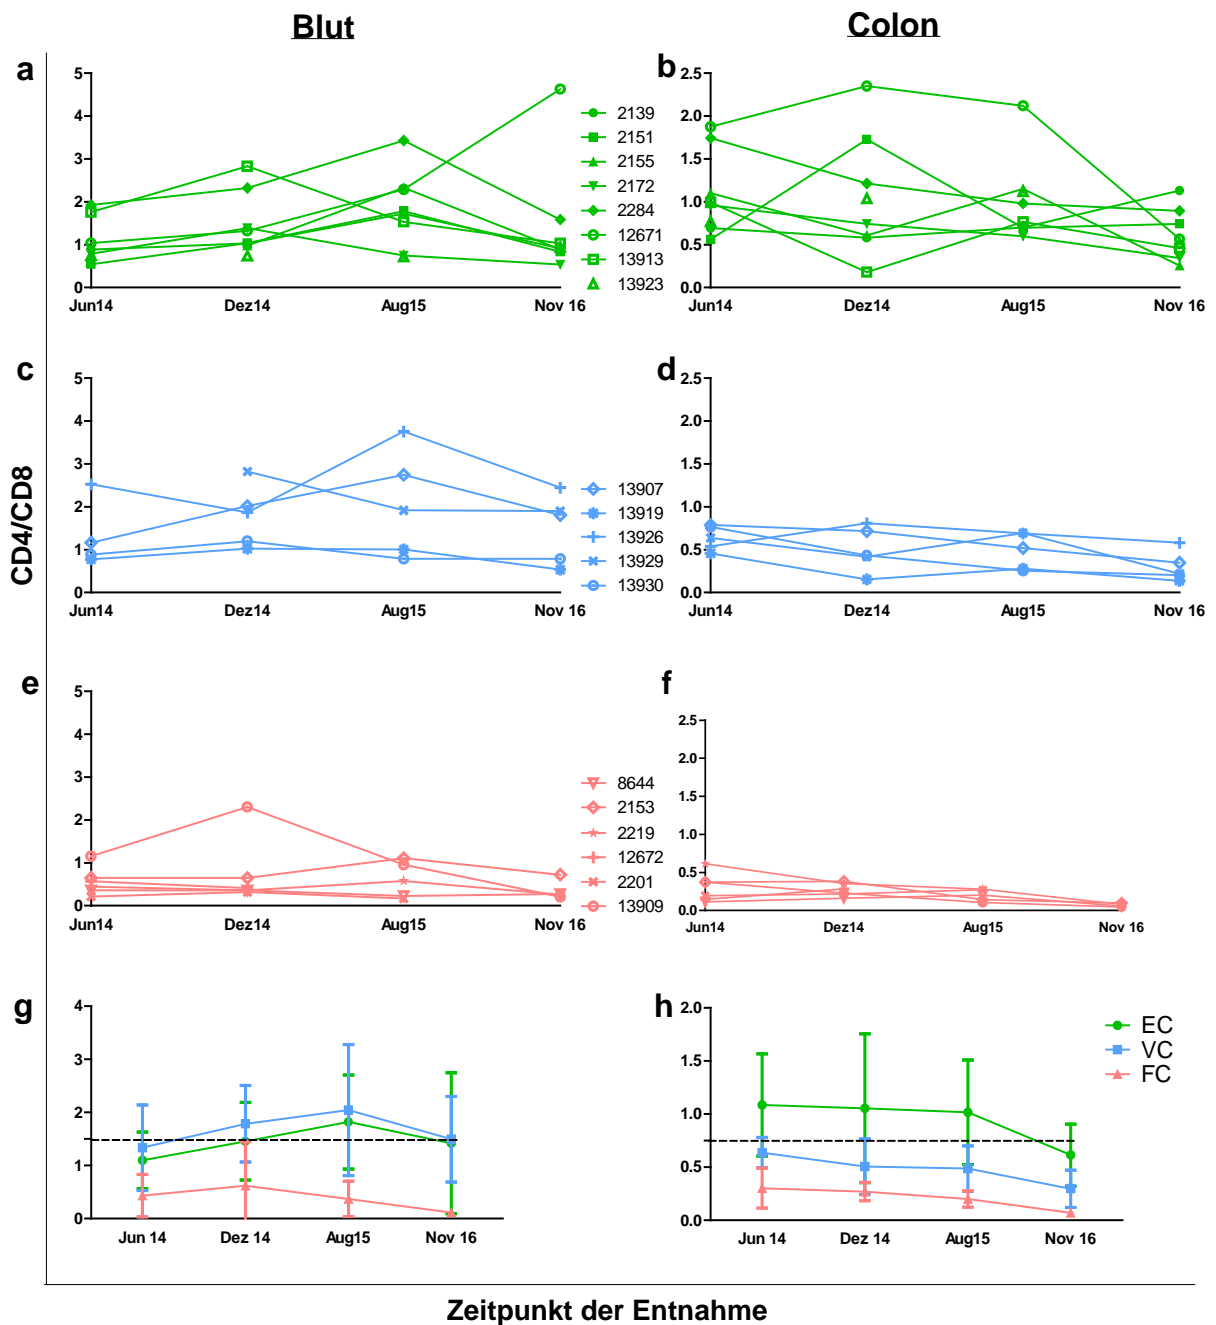 Blut
Colon
a
5
4
3
2
1
0
Jun14 Dez14 Aug15 Nov 16
2139
2151
2155
2172
2284
12671
13913
13923
b
2.5
2.0
1.5
1.0
0.5
0.0
Jun14 Dez14 Aug15 Nov 16
CD4/CD8
c
5
4
3
2
1
0
Jun14 Dez14 Aug15 Nov 16
13907
13919
13926
13929
13930
d
2.5
2.0
1.5
1.0
0.5
0.0
Jun14 Dez14 Aug15 Nov 16
e
5
4
3
2
1
0
Jun14 Dez14 Aug15 Nov 16
8644
2153
2219
12672
2201
13909
f
2.5
2.0
1.5
1.0
0.5
0.0
Jun14 Dez14 Aug15 Nov 16
g
4
3
2
1
0
Jun 14 Dez 14 Aug15 Nov 16
h
2.0
1.5
1.0
0.5
0.0
Jun 14 Dez 14 Aug15 Nov 16
EC
VC
FC
Zeitpunkt der Entnahme